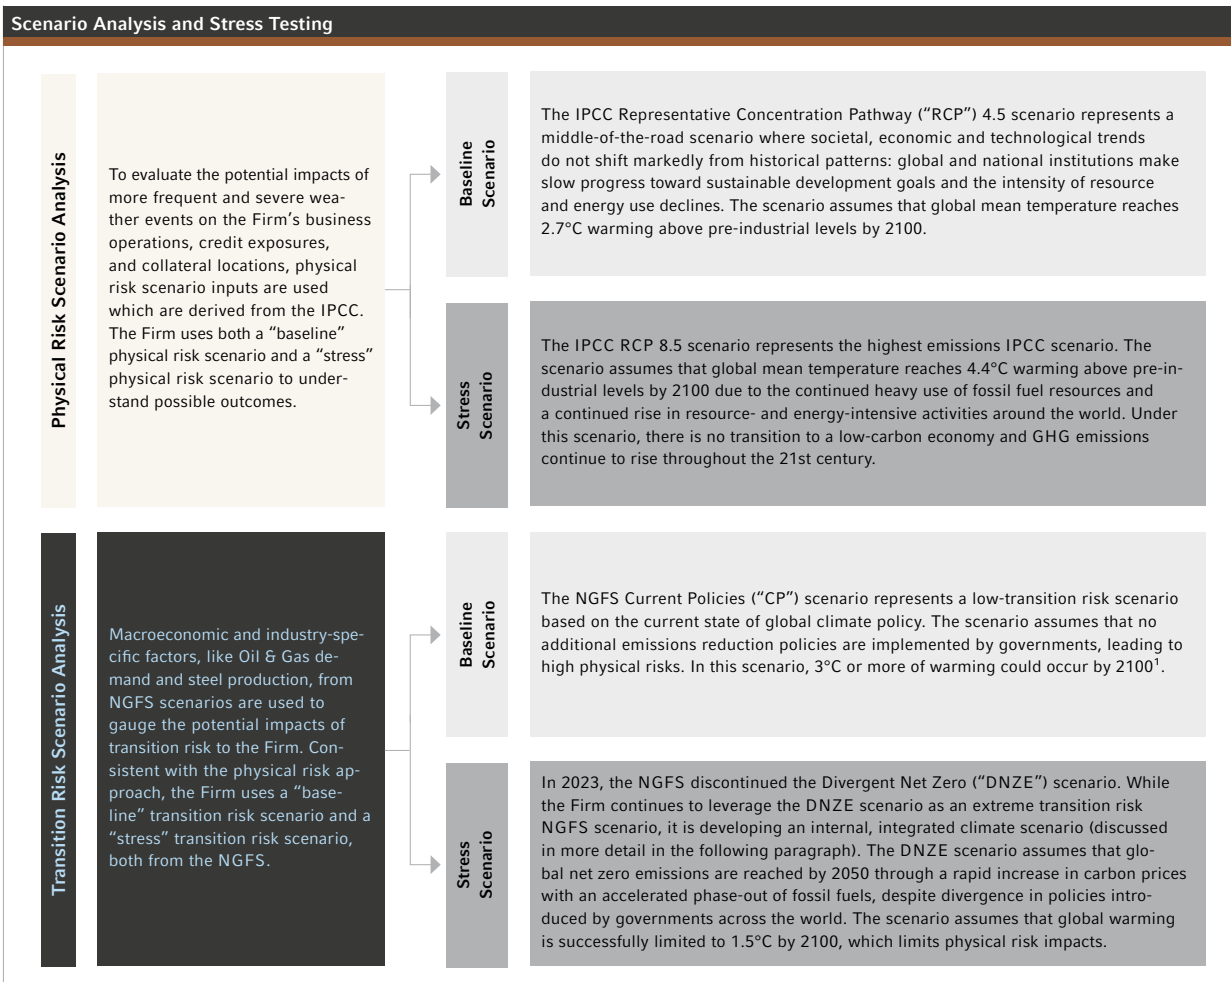 Scenario Analysis and Stress Testing
Physical Risk Scenario Analysis
To evaluate the potential impacts of
more frequent and severe wea-
ther events on the Firm’s business
operations, credit exposures,
and collateral locations, physical
risk scenario inputs are used
which are derived from the IPCC.
The Firm uses both a “baseline”
physical risk scenario and a “stress”
physical risk scenario to under-
stand possible outcomes.
Baseline
Scenario
The IPCC Representative Concentration Pathway (“RCP”) 4.5 scenario represents a
middle-of-the-road scenario where societal, economic and technological trends
do not shift markedly from historical patterns: global and national institutions make
slow progress toward sustainable development goals and the intensity of resource
and energy use declines. The scenario assumes that global mean temperature reaches
2.7°C warming above pre-industrial levels by 2100.
Stress
Scenario
The IPCC RCP 8.5 scenario represents the highest emissions IPCC scenario. The
scenario assumes that global mean temperature reaches 4.4°C warming above pre-in-
dustrial levels by 2100 due to the continued heavy use of fossil fuel resources and
a continued rise in resource- and energy-intensive activities around the world. Under
this scenario, there is no transition to a low-carbon economy and GHG emissions
continue to rise throughout the 21st century.
Transition Risk Scenario Analysis
Macroeconomic and industry-spe-
cific factors, like Oil & Gas de-
mand and steel production, from
NGFS scenarios are used to
gauge the potential impacts of
transition risk to the Firm. Con-
sistent with the physical risk ap-
proach, the Firm uses a “base-
line” transition risk scenario and a
“stress” transition risk scenario,
both from the NGFS.
Baseline
Scenario
The NGFS Current Policies (“CP”) scenario represents a low-transition risk scenario
based on the current state of global climate policy. The scenario assumes that no
additional emissions reduction policies are implemented by governments, leading to
high physical risks. In this scenario, 3°C or more of warming could occur by 2100¹.
Stress
Scenario
In 2023, the NGFS discontinued the Divergent Net Zero (“DNZE”) scenario. While
the Firm continues to leverage the DNZE scenario as an extreme transition risk
NGFS scenario, it is developing an internal, integrated climate scenario (discussed
in more detail in the following paragraph). The DNZE scenario assumes that glo-
bal net zero emissions are reached by 2050 through a rapid increase in carbon prices
with an accelerated phase-out of fossil fuels, despite divergence in policies intro-
duced by governments across the world. The scenario assumes that global warming
is successfully limited to 1.5°C by 2100, which limits physical risk impacts.